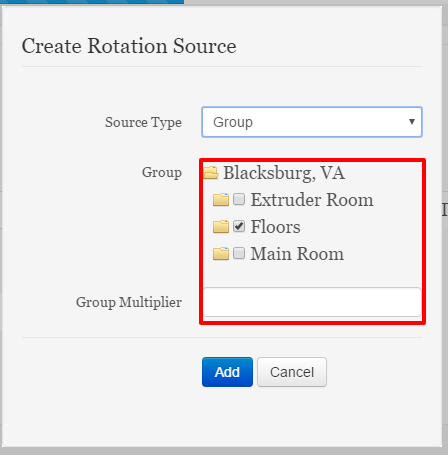 Create Rotation Source
Source Type Group
Group Blacksburg, VA
Extruder Room
Floors
Main Room
Group Multiplier
Add Cancel